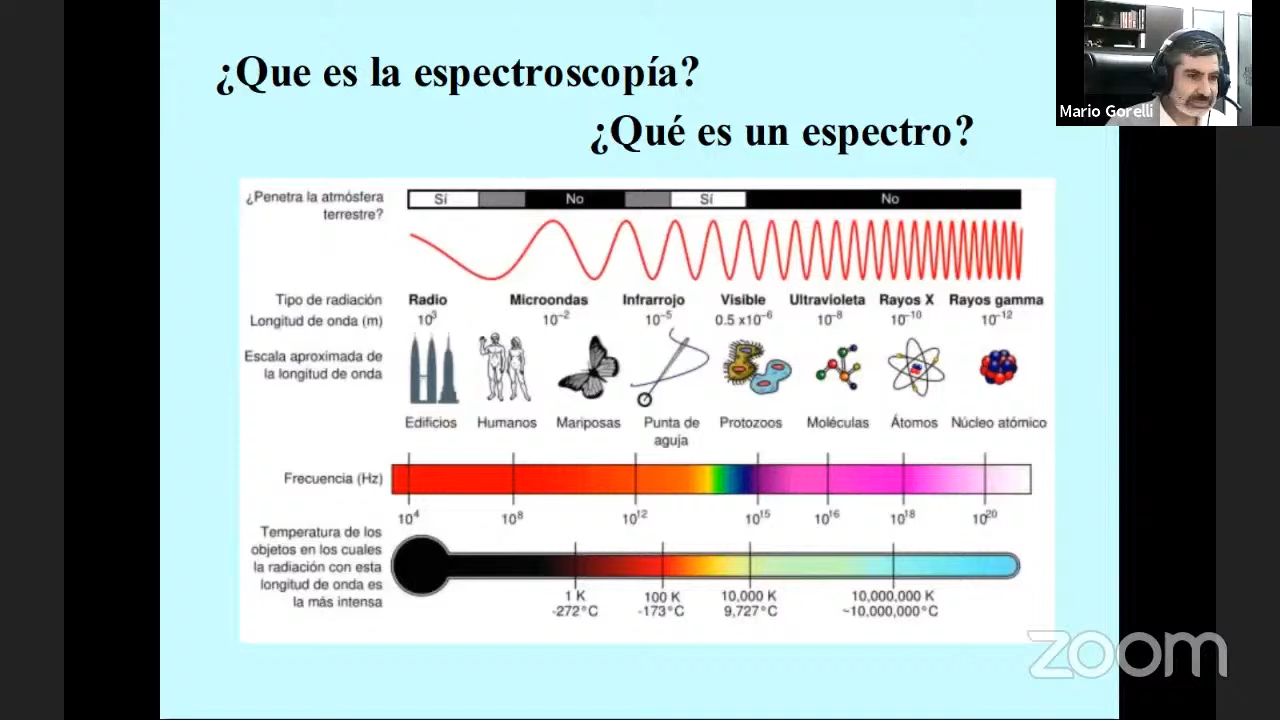 ¿Que es la espectroscopía?
¿Qué es un espectro?
Mario Gorelli
¿Penetra la atmósfera
terrestre?
Sí No Sí No
Tipo de radiación Radio Microondas Infrarrojo Visible Ultravioleta Rayos X Rayos gamma
Longitud de onda (m) 10³ 10⁻² 10⁻⁵ 0.5 x10⁻⁶ 10⁻⁸ 10⁻¹⁰ 10⁻¹²
Escala aproximada de
la longitud de onda
Edificios Humanos Mariposas Punta de Protozoos Moléculas Átomos Núcleo atómico
aguja
Frecuencia (Hz)
10⁴ 10⁸ 10¹² 10¹⁵ 10¹⁶ 10¹⁸ 10²⁰
Temperatura de los
objetos en los cuales
la radiación con esta
longitud de onda es
la más intensa
1 K 100 K 10,000 K 10,000,000 K
-272°C -173°C 9,727°C ~10,000,000°C
zoom